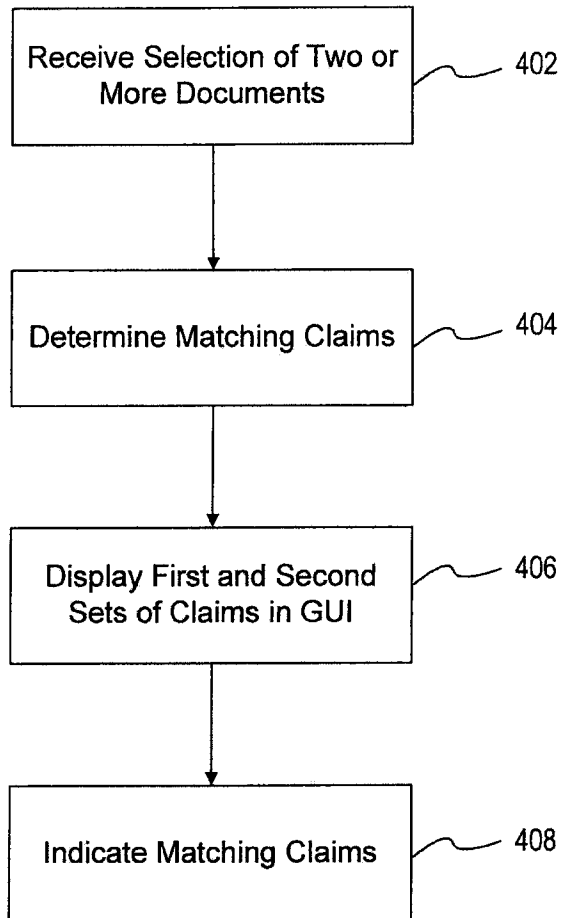 Receive Selection of Two or
More Documents
402
Determine Matching Claims
404
Display First and Second
Sets of Claims in GUI
406
Indicate Matching Claims
408